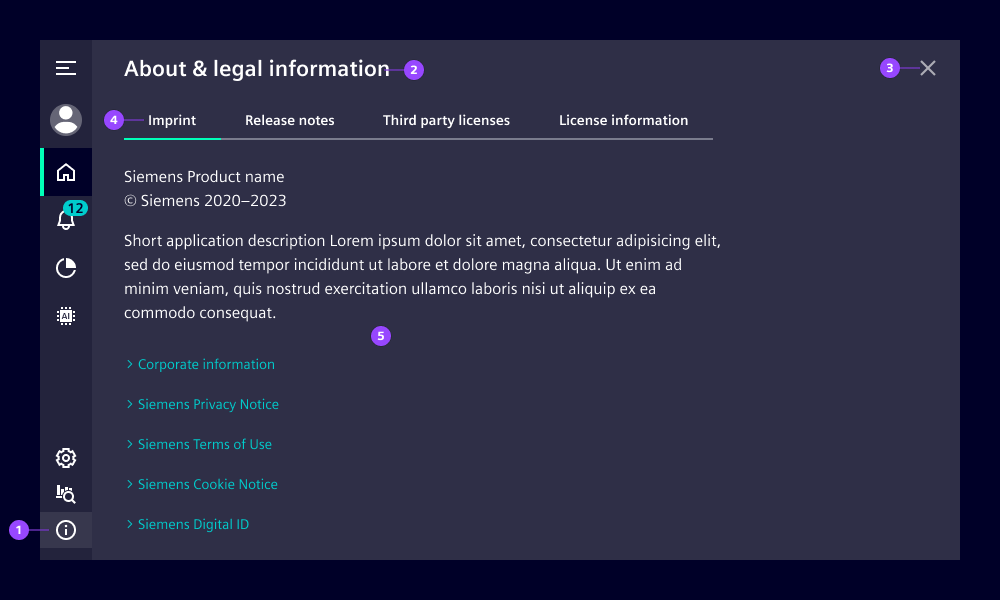 About & legal information
2
3
4
Imprint
Release notes
Third party licenses
License information
Siemens Product name
© Siemens 2020–2023
12
Short application description Lorem ipsum dolor sit amet, consectetur adipisicing elit,
sed do eiusmod tempor incididunt ut labore et dolore magna aliqua. Ut enim ad
minim veniam, quis nostrud exercitation ullamco laboris nisi ut aliquip ex ea
commodo consequat.
AI
5
Corporate information
Siemens Privacy Notice
Siemens Terms of Use
Siemens Cookie Notice
Siemens Digital ID
1